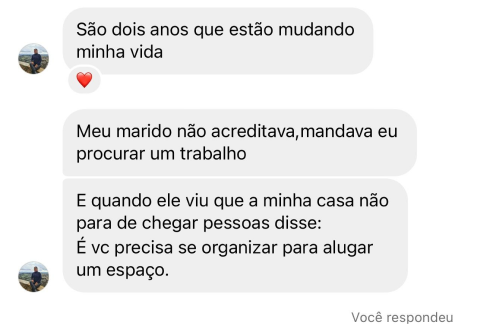 São dois anos que estão mudando
minha vida
Meu marido não acreditava,mandava eu
procurar um trabalho
E quando ele viu que a minha casa não
para de chegar pessoas disse:
É vc precisa se organizar para alugar
um espaço.
Você respondeu